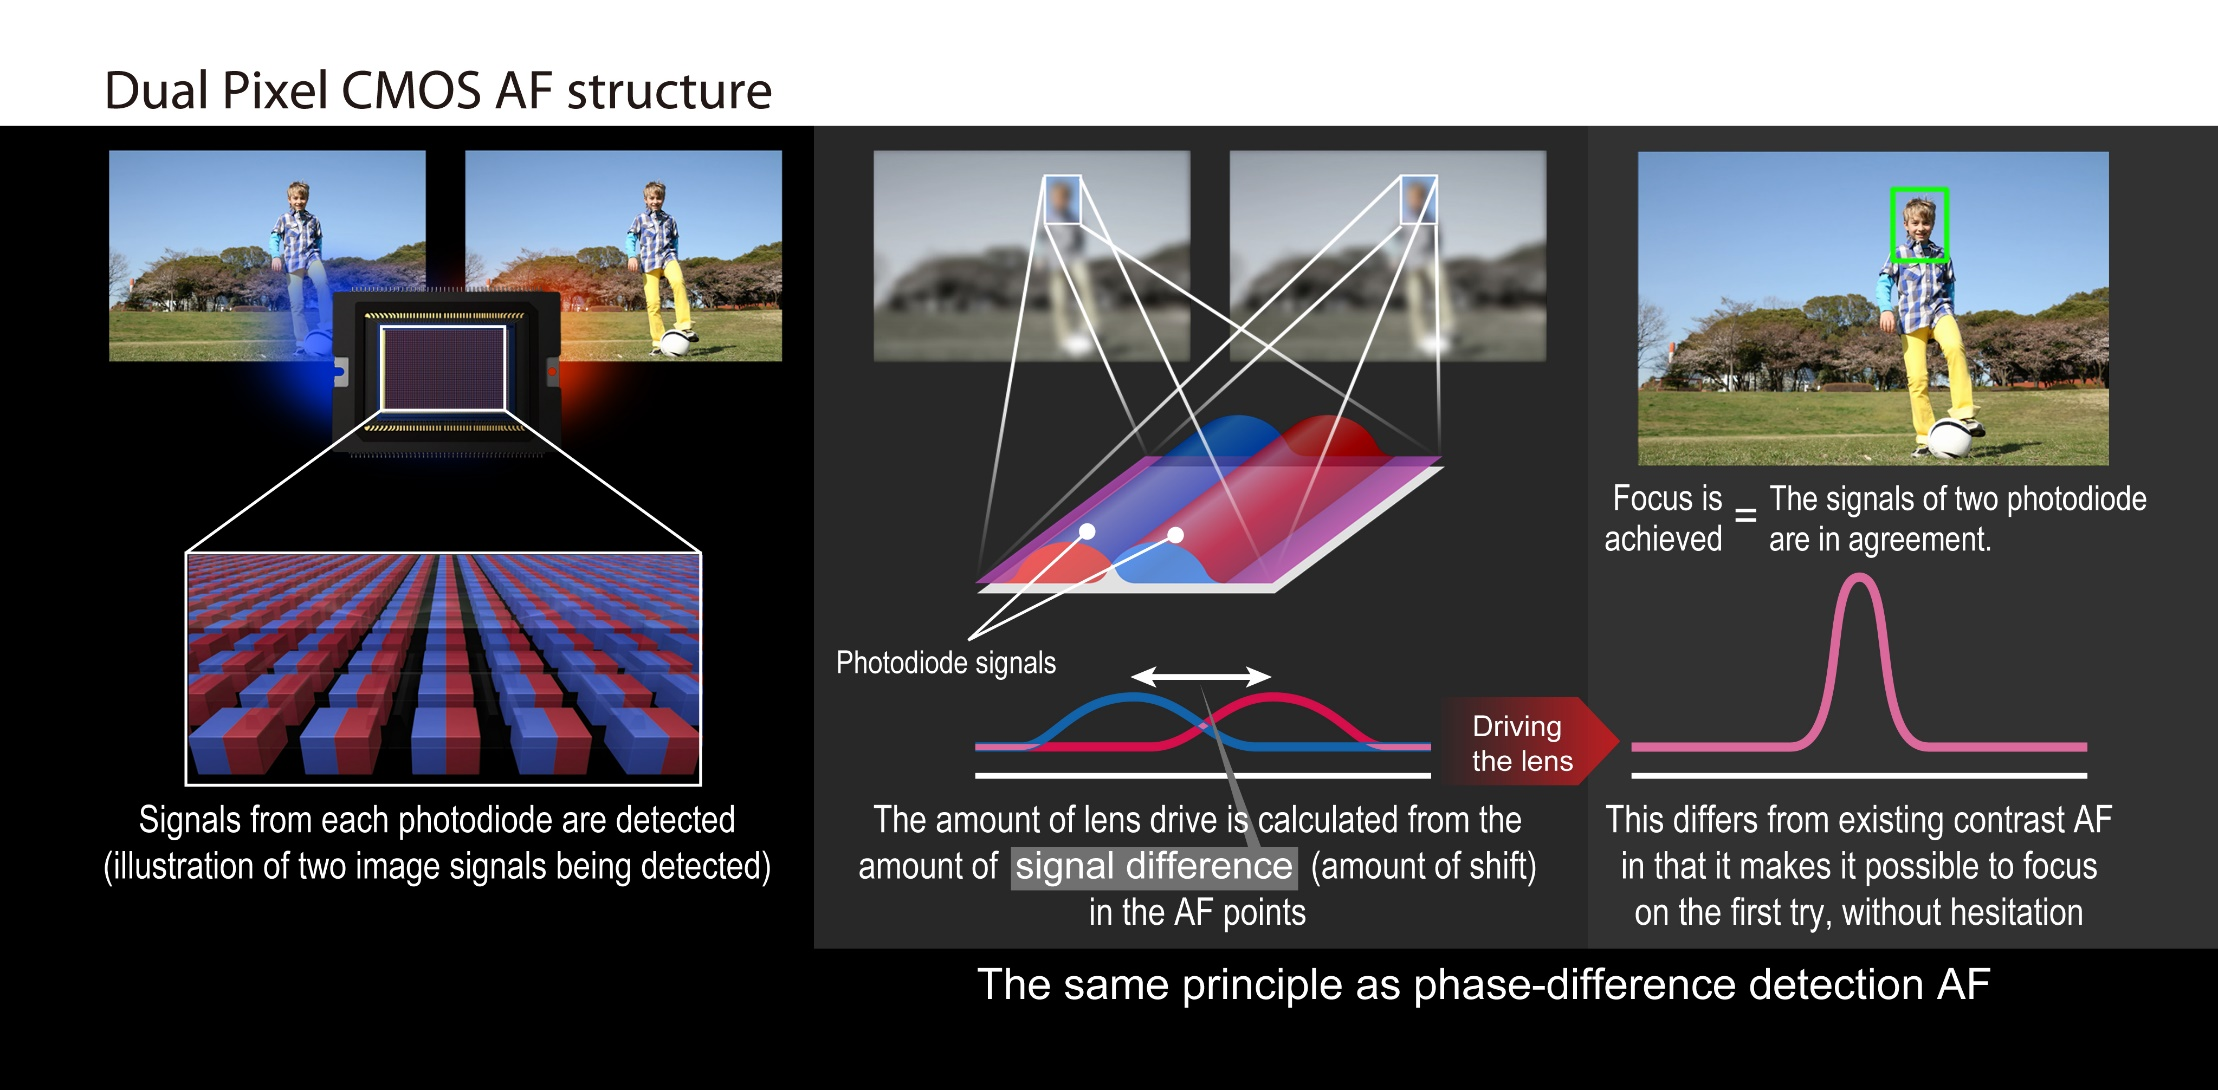 Dual Pixel CMOS AF structure
Signals from each photodiode are detected
(illustration of two image signals being detected)
Photodiode signals
The amount of lens drive is calculated from the
amount of signal difference (amount of shift)
in the AF points
Driving
the lens
Focus is
achieved
=
The signals of two photodiode
are in agreement.
This differs from existing contrast AF
in that it makes it possible to focus
on the first try, without hesitation
The same principle as phase-difference detection AF